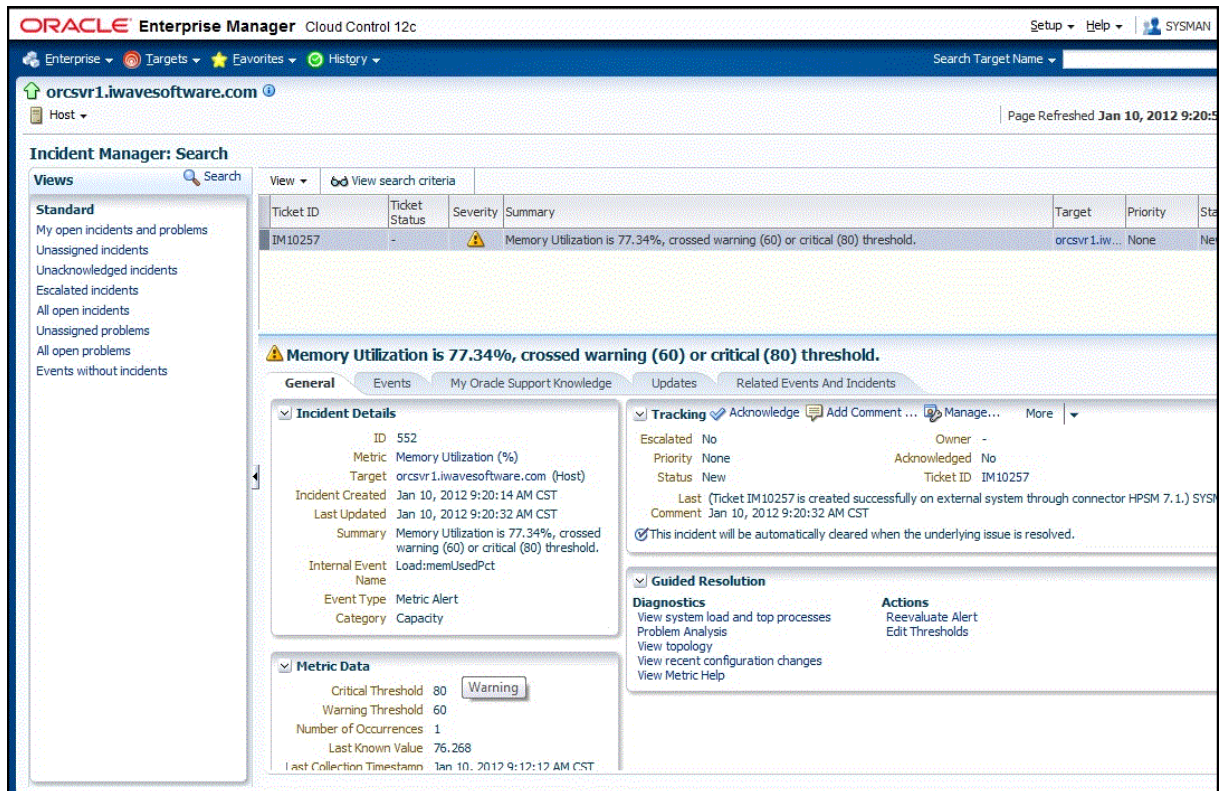 ORACLE Enterprise Manager Cloud Control 12c
Setup Help SYSMAN
Enterprise Targets Favorites History
Search Target Name
orcsvr1.iwavesoftware.com
Host
Page Refreshed Jan 10, 2012 9:20:5
Incident Manager: Search
Views
Search
Standard
My open incidents and problems
Unassigned incidents
Unacknowledged incidents
Escalated incidents
All open incidents
Unassigned problems
All open problems
Events without incidents
View View search criteria
Ticket ID Ticket Status Severity Summary Target Priority Sta
IM10257 - Memory Utilization is 77.34%, crossed warning (60) or critical (80) threshold. orcsvr1.iw... None Ne
Memory Utilization is 77.34%, crossed warning (60) or critical (80) threshold.
General Events My Oracle Support Knowledge Updates Related Events And Incidents
Incident Details
ID 552
Metric Memory Utilization (%)
Target orcsvr1.iwavesoftware.com (Host)
Incident Created Jan 10, 2012 9:20:14 AM CST
Last Updated Jan 10, 2012 9:20:32 AM CST
Summary Memory Utilization is 77.34%, crossed
warning (60) or critical (80) threshold.
Internal Event Name Load:memUsedPct
Event Type Metric Alert
Category Capacity
Metric Data
Critical Threshold 80
Warning
Warning Threshold 60
Number of Occurrences 1
Last Known Value 76.268
Last Collection Timestamp Jan 10, 2012 9:12:12 AM CST
Tracking Acknowledge Add Comment ... Manage... More
Escalated No Owner -
Priority None Acknowledged No
Status New Ticket ID IM10257
Last Comment (Ticket IM10257 is created successfully on external system through connector HPSM 7.1.) SYSM
Jan 10, 2012 9:20:32 AM CST
This incident will be automatically cleared when the underlying issue is resolved.
Guided Resolution
Diagnostics
View system load and top processes
Problem Analysis
View topology
View recent configuration changes
View Metric Help
Actions
Reevaluate Alert
Edit Thresholds